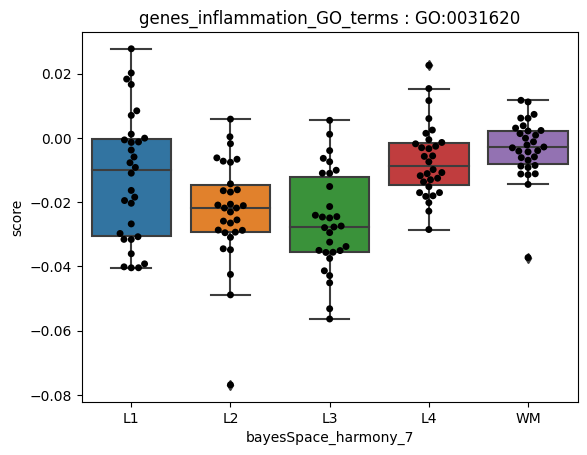 genes_inflammation_GO_terms : GO:0031620
0.02
0.00
−0.02
−0.04
−0.06
−0.08
score
L1 L2 L3 L4 WM
bayesSpace_harmony_7